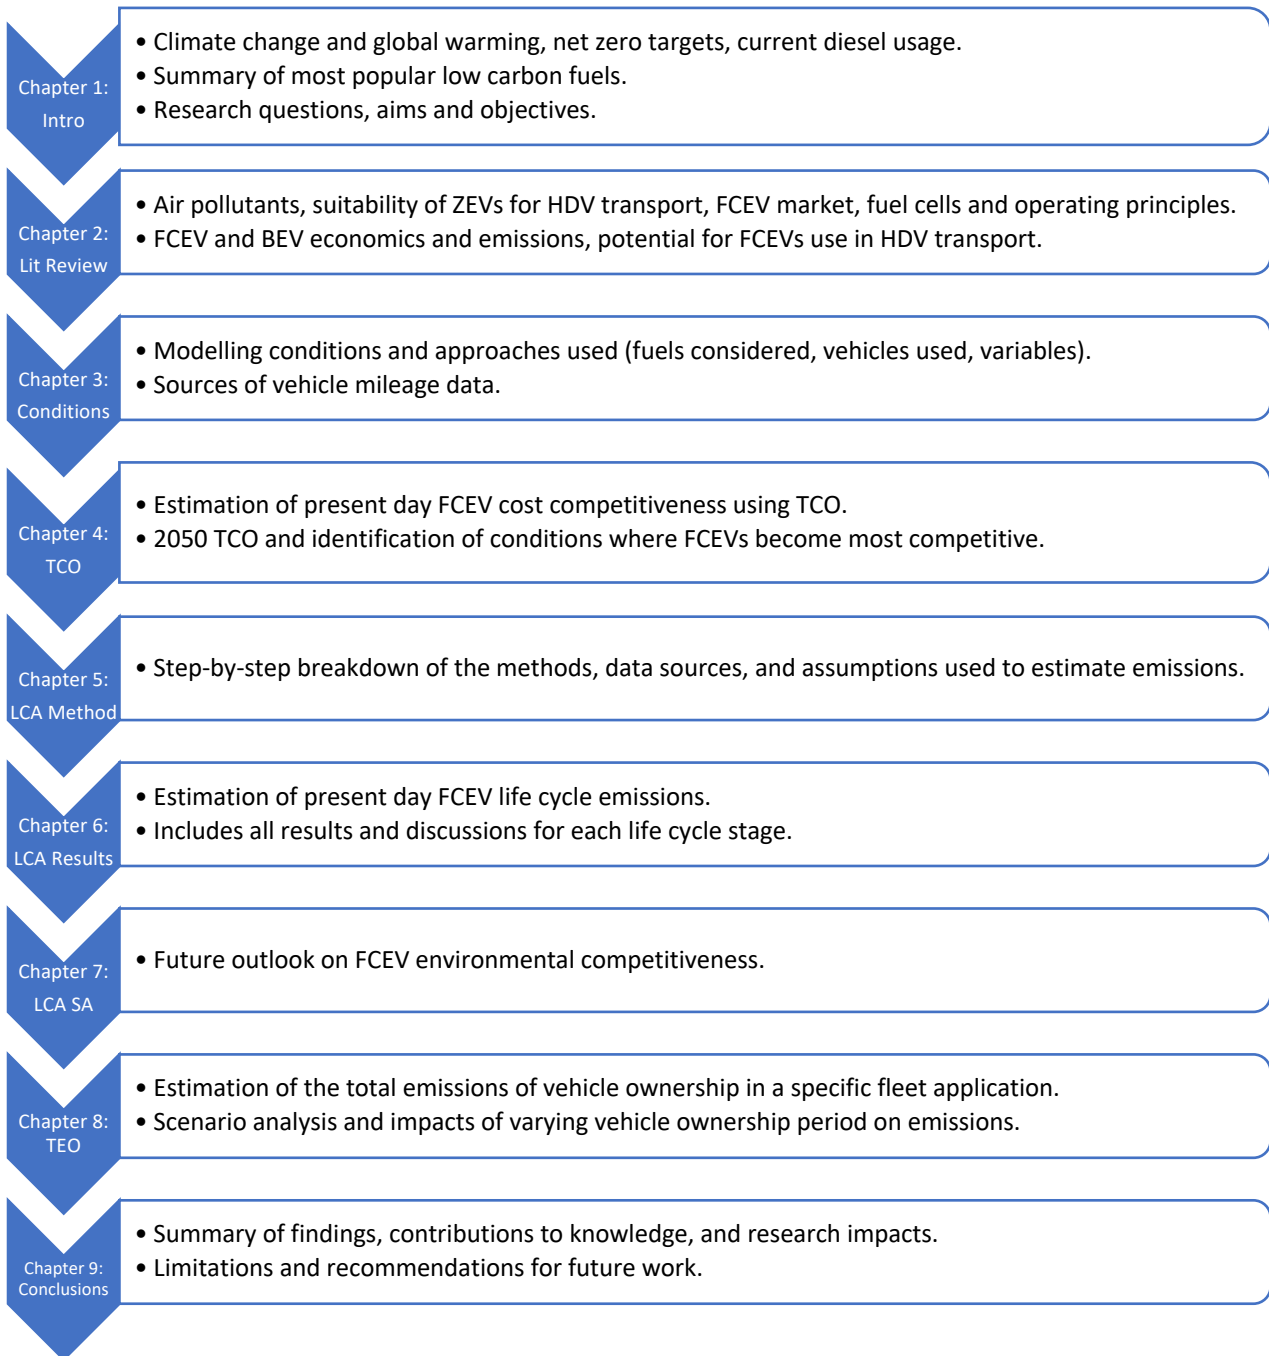 Chapter 1:
Intro
• Climate change and global warming, net zero targets, current diesel usage.
• Summary of most popular low carbon fuels.
• Research questions, aims and objectives.
Chapter 2:
Lit Review
• Air pollutants, suitability of ZEVs for HDV transport, FCEV market, fuel cells and operating principles.
• FCEV and BEV economics and emissions, potential for FCEVs use in HDV transport.
Chapter 3:
Conditions
• Modelling conditions and approaches used (fuels considered, vehicles used, variables).
• Sources of vehicle mileage data.
Chapter 4:
TCO
• Estimation of present day FCEV cost competitiveness using TCO.
• 2050 TCO and identification of conditions where FCEVs become most competitive.
Chapter 5:
LCA Method
• Step-by-step breakdown of the methods, data sources, and assumptions used to estimate emissions.
Chapter 6:
LCA Results
• Estimation of present day FCEV life cycle emissions.
• Includes all results and discussions for each life cycle stage.
Chapter 7:
LCA SA
• Future outlook on FCEV environmental competitiveness.
Chapter 8:
TEO
• Estimation of the total emissions of vehicle ownership in a specific fleet application.
• Scenario analysis and impacts of varying vehicle ownership period on emissions.
Chapter 9:
Conclusions
• Summary of findings, contributions to knowledge, and research impacts.
• Limitations and recommendations for future work.